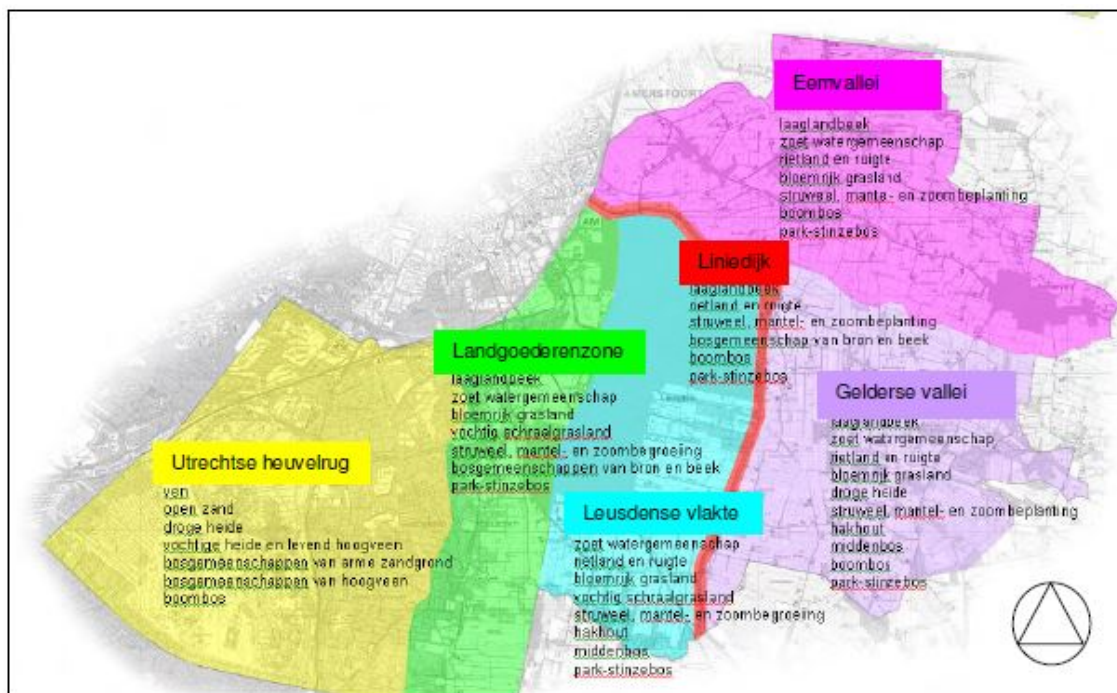 Eemvallei
laaglandbeek
zoet watergemeenschap
rietland en ruigte
bloemrijk grasland
struweel, mante- en zoombeplanting
boombos
park-stinzebos
AMERSFOORT
Liniedijk
laaglandbeek
rietland en ruigte
struweel, mantel- en zoombeplanting
bosgemeenschap van bron en beek
boombos
park-stinzebos
Landgoederenzone
laaglandbeek
zoet watergemeenschap
bloemrijk grasland
vochtig schraalgrasland
struweel, mantel- en zoombegroeiing
bosgemeenschappen van bron en beek
park-stinzebos
Gelderse vallei
laaglandbeek
zoet watergemeenschap
rietland en ruigte
bloemrijk grasland
droge heide
struweel, mantel- en zoombeplanting
hakhout
middenbos
boombos
park-stinzebos
Utrechtse heuvelrug
ven
open zand
droge heide
vochtige heide en levend hoogveen
bosgemeenschappen van arme zandgrond
bosgemeenschappen van hoogveen
boombos
Leusdense vlakte
zoet watergemeenschap
rietland en ruigte
bloemrijk grasland
vochtig schraalgrasland
struweel, mantel- en zoombegroeiing
hakhout
middenbos
park-stinzebos